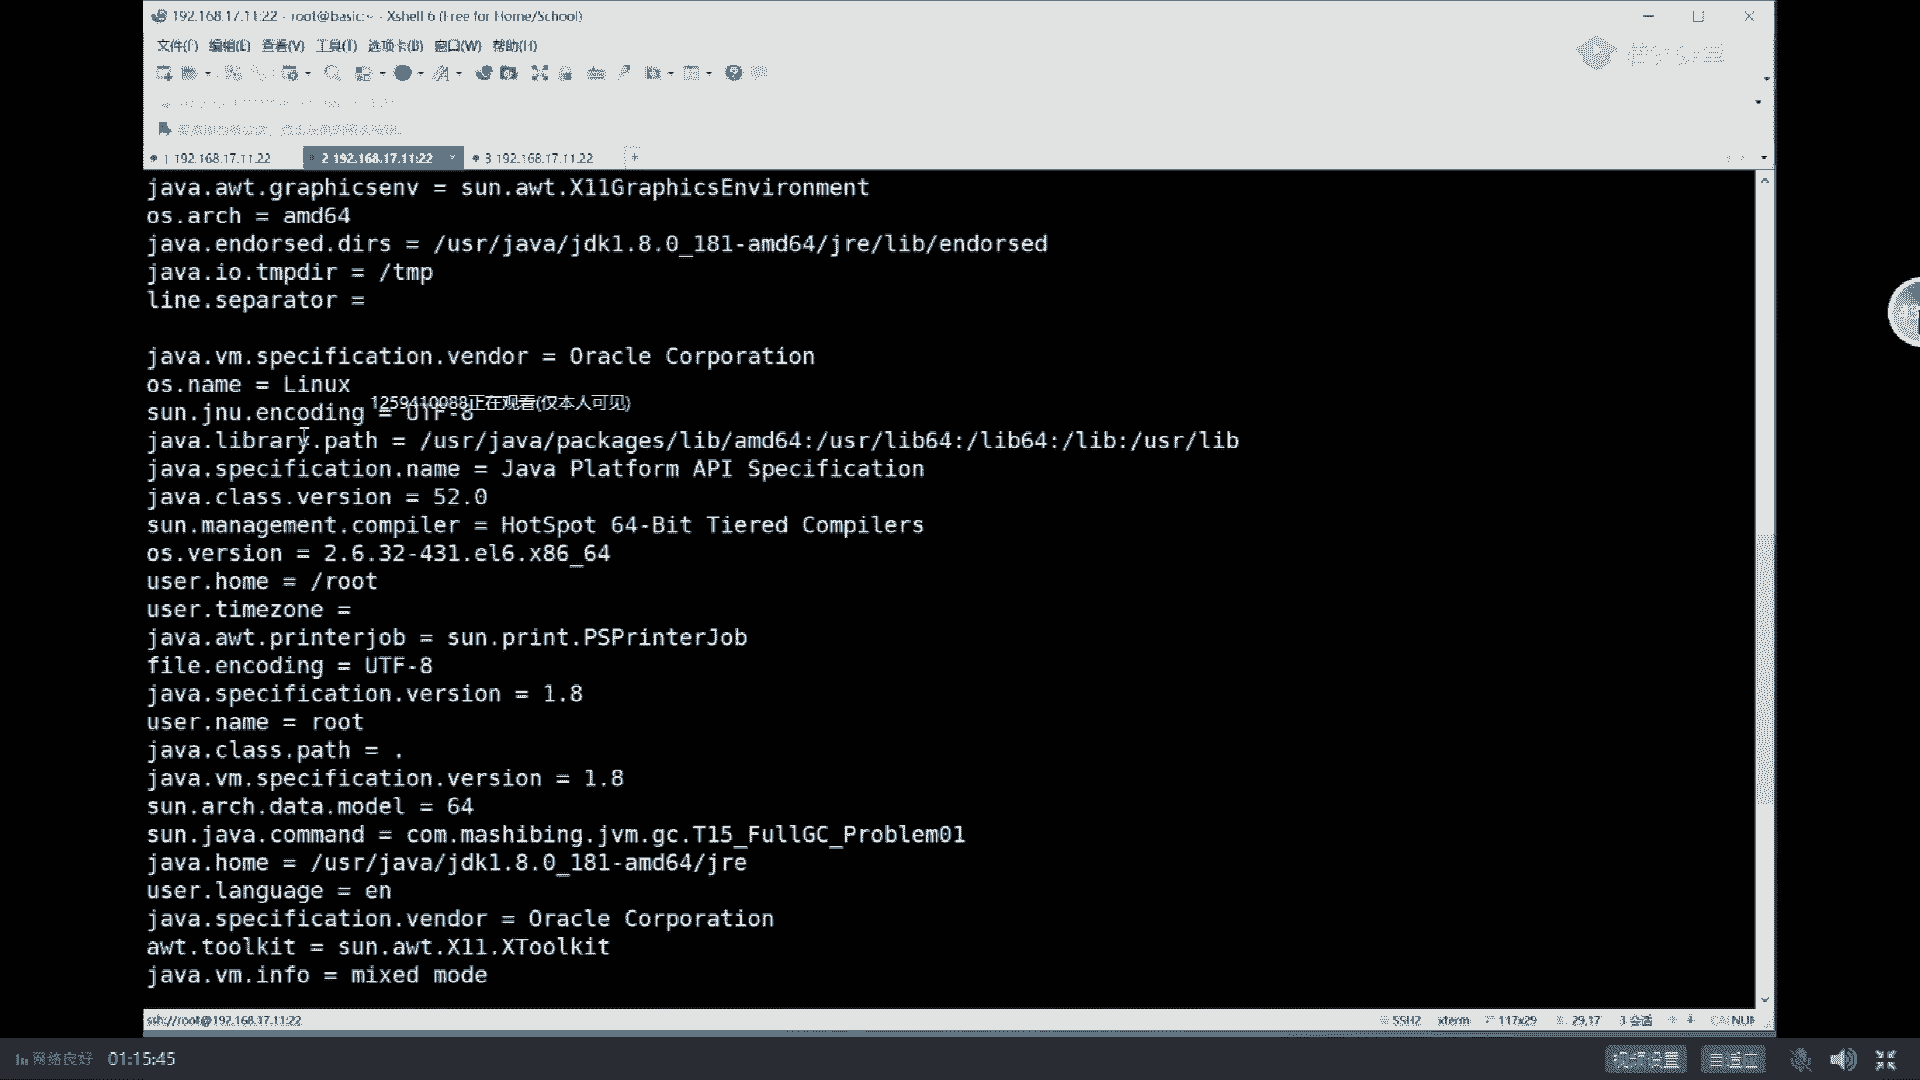 192.168.17.11:22 - root@basic:~ - Xshell 6 (Free for Home/School)
文件(F) 编辑(E) 查看(V) 工具(T) 选项卡(B) 窗口(W) 帮助(H)
1 192.168.17.11:22 2 192.168.17.11:22 × 3 192.168.17.11:22 +
java.awt.graphicsenv = sun.awt.X11GraphicsEnvironment
os.arch = amd64
java.endorsed.dirs = /usr/java/jdk1.8.0_181-amd64/jre/lib/endorsed
java.io.tmpdir = /tmp
line.separator =
java.vm.specification.vendor = Oracle Corporation
os.name = Linux
1259410088正在观看(仅本人可见)
sun.jnu.encoding = UTF-8
java.library.path = /usr/java/packages/lib/amd64:/usr/lib64:/lib64:/lib:/usr/lib
java.specification.name = Java Platform API Specification
java.class.version = 52.0
sun.management.compiler = HotSpot 64-Bit Tiered Compilers
os.version = 2.6.32-431.el6.x86_64
user.home = /root
user.timezone =
java.awt.printerjob = sun.print.PSPrinterJob
file.encoding = UTF-8
java.specification.version = 1.8
user.name = root
java.class.path = .
java.vm.specification.version = 1.8
sun.arch.data.model = 64
sun.java.command = com.mashibing.jvm.gc.T15_FullGC_Problem01
java.home = /usr/java/jdk1.8.0_181-amd64/jre
user.language = en
java.specification.vendor = Oracle Corporation
awt.toolkit = sun.awt.X11.XToolkit
java.vm.info = mixed mode
ssh://root@192.168.17.11:22 SSH2 xterm 117x29 29,17 3 会话 CAP NUM
网络良好 01:15:45